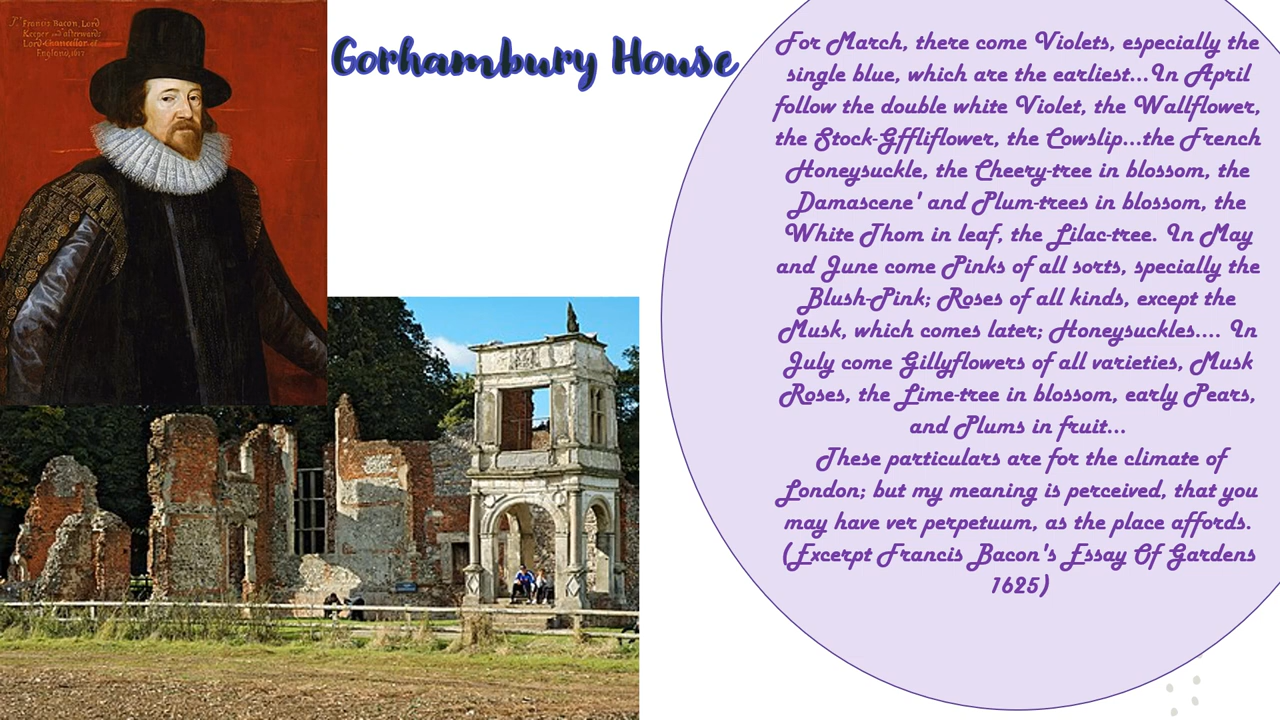 Sr Francis Bacon, Lord
Keeper and afterwards
Lord Chancellor of
England, 1617
Gorhambury House
For March, there come Violets, especially the
single blue, which are the earliest...In April
follow the double white Violet, the Wallflower,
the Stock-Gffliflower, the Cowslip...the French
Honeysuckle, the Cheery-tree in blossom, the
Damascene' and Plum-trees in blossom, the
White Thom in leaf, the Lilac-tree. In May
and June come Pinks of all sorts, specially the
Blush-Pink; Roses of all kinds, except the
Musk, which comes later; Honeysuckles.... In
July come Gillyflowers of all varieties, Musk
Roses, the Lime-tree in blossom, early Pears,
and Plums in fruit...
These particulars are for the climate of
London; but my meaning is perceived, that you
may have ver perpetuum, as the place affords.
(Excerpt Francis Bacon's Essay Of Gardens
1625)